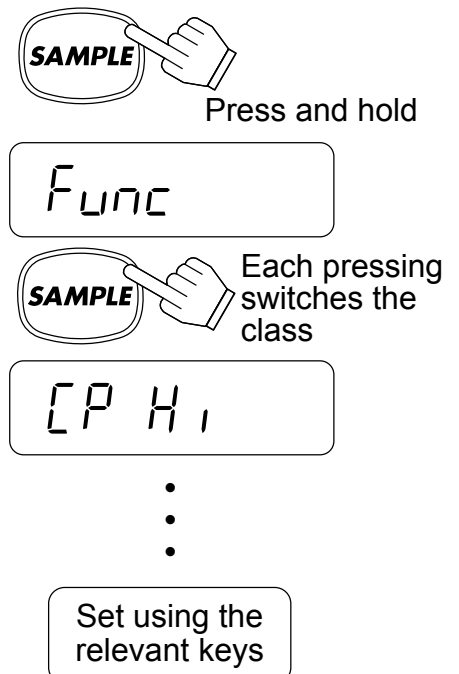 SAMPLE
Press and hold
Func
SAMPLE
Each pressing
switches the
class
CP Hi
Set using the
relevant keys